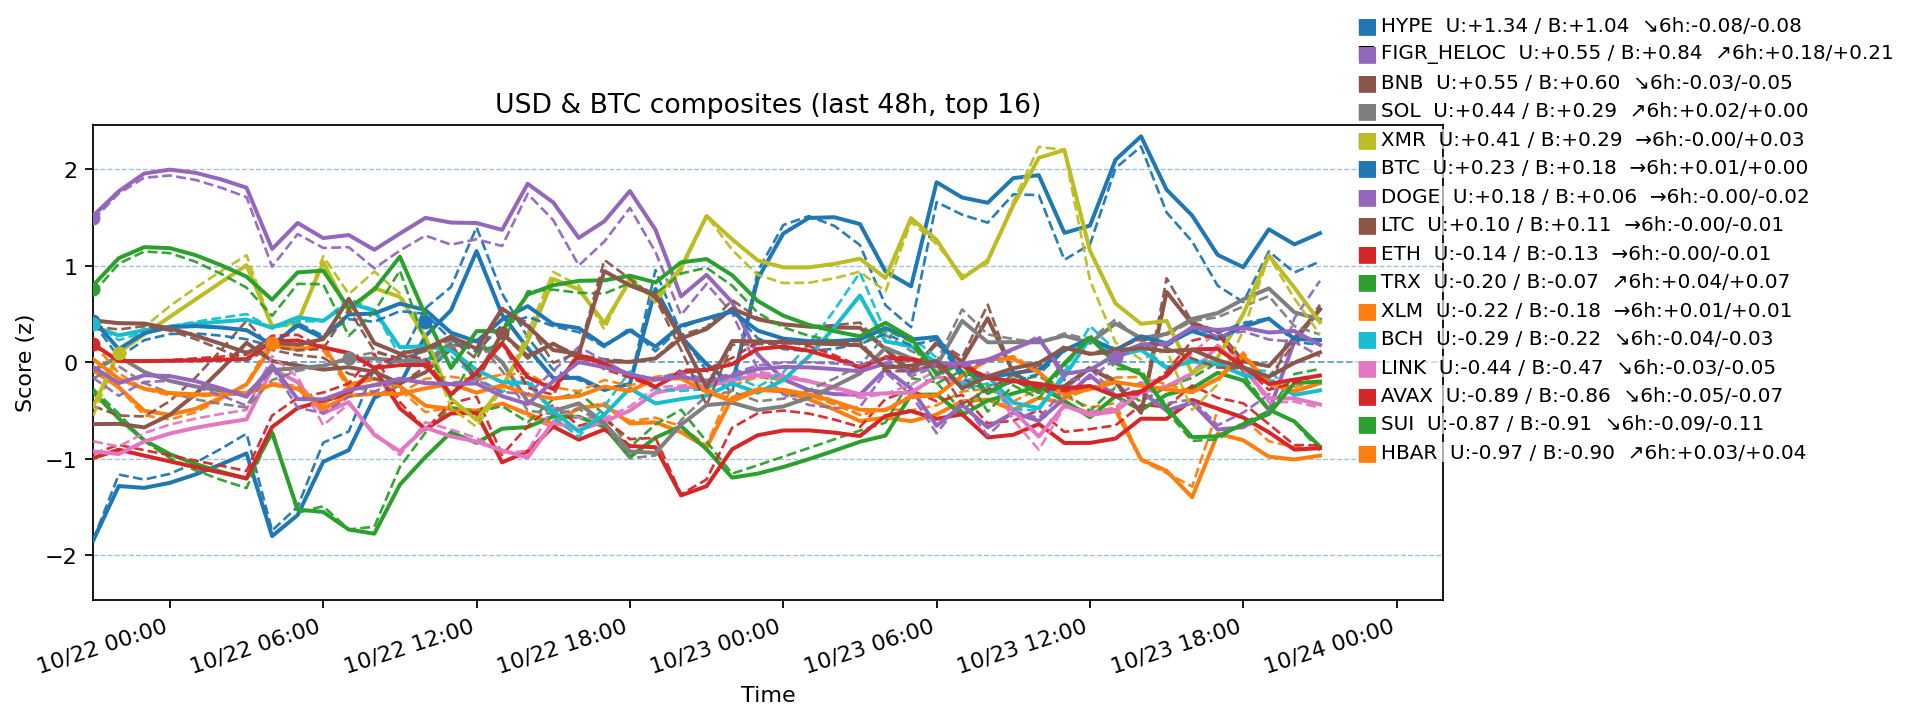 HYPE  U:+1.34 / B:+1.04  ↘6h:-0.08/-0.08
FIGR_HELOC  U:+0.55 / B:+0.84  ↗6h:+0.18/+0.21
BNB  U:+0.55 / B:+0.60  ↘6h:-0.03/-0.05
USD & BTC composites (last 48h, top 16)
SOL  U:+0.44 / B:+0.29  ↗6h:+0.02/+0.00
XMR  U:+0.41 / B:+0.29  →6h:-0.00/+0.03
BTC  U:+0.23 / B:+0.18  →6h:+0.01/+0.00
DOGE  U:+0.18 / B:+0.06  →6h:-0.00/-0.02
LTC  U:+0.10 / B:+0.11  →6h:-0.00/-0.01
ETH  U:-0.14 / B:-0.13  →6h:-0.00/-0.01
TRX  U:-0.20 / B:-0.07  ↗6h:+0.04/+0.07
XLM  U:-0.22 / B:-0.18  →6h:+0.01/+0.01
BCH  U:-0.29 / B:-0.22  ↘6h:-0.04/-0.03
LINK  U:-0.44 / B:-0.47  ↘6h:-0.03/-0.05
AVAX  U:-0.89 / B:-0.86  ↘6h:-0.05/-0.07
SUI  U:-0.87 / B:-0.91  ↘6h:-0.09/-0.11
HBAR  U:-0.97 / B:-0.90  ↗6h:+0.03/+0.04
Score (z)
2
1
0
−1
−2
10/22 00:00
10/22 06:00
10/22 12:00
10/22 18:00
10/23 00:00
10/23 06:00
10/23 12:00
10/23 18:00
10/24 00:00
Time